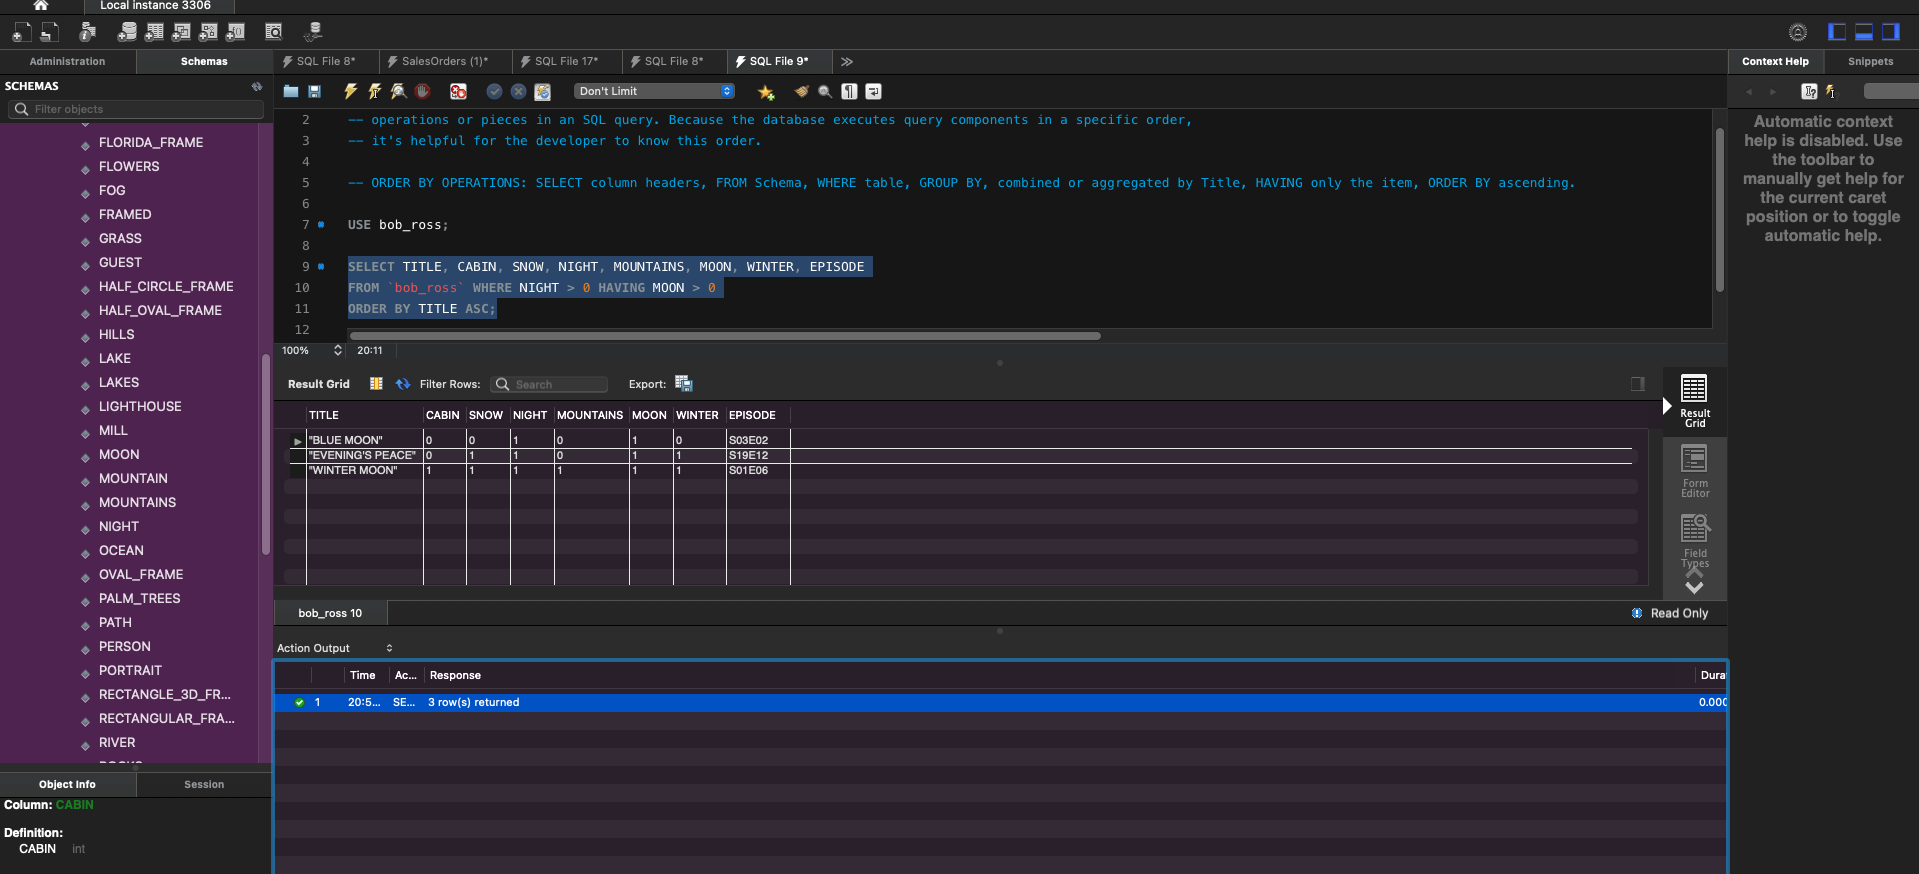 Local instance 3306
Administration
Schemas
SQL File 8*
SalesOrders (1)*
SQL File 17*
SQL File 8*
SQL File 9*
Context Help
Snippets
SCHEMAS
Filter objects
FLORIDA_FRAME
FLOWERS
FOG
FRAMED
GRASS
GUEST
HALF_CIRCLE_FRAME
HALF_OVAL_FRAME
HILLS
LAKE
LAKES
LIGHTHOUSE
MILL
MOON
MOUNTAIN
MOUNTAINS
NIGHT
OCEAN
OVAL_FRAME
PALM_TREES
PATH
PERSON
PORTRAIT
RECTANGLE_3D_FR...
RECTANGULAR_FRA...
RIVER
Object Info
Session
Column: CABIN
Definition:
CABIN int
Don't Limit
2 -- operations or pieces in an SQL query. Because the database executes query components in a specific order,
3 -- it's helpful for the developer to know this order.
4
5 -- ORDER BY OPERATIONS: SELECT column headers, FROM Schema, WHERE table, GROUP BY, combined or aggregated by Title, HAVING only the item, ORDER BY ascending.
6
7 USE bob_ross;
8
9 SELECT TITLE, CABIN, SNOW, NIGHT, MOUNTAINS, MOON, WINTER, EPISODE
10 FROM `bob_ross` WHERE NIGHT > 0 HAVING MOON > 0
11 ORDER BY TITLE ASC;
12
100% 20:11
Result Grid Filter Rows: Search Export:
TITLE CABIN SNOW NIGHT MOUNTAINS MOON WINTER EPISODE
"BLUE MOON" 0 0 1 0 1 0 S03E02
"EVENING'S PEACE" 0 1 1 0 1 1 S19E12
"WINTER MOON" 1 1 1 1 1 1 S01E06
Result
Grid
Form
Editor
Field
Types
bob_ross 10
Read Only
Action Output
Time Ac... Response Dura
1 20:5... SE... 3 row(s) returned 0.000
Automatic context
help is disabled. Use
the toolbar to
manually get help for
the current caret
position or to toggle
automatic help.